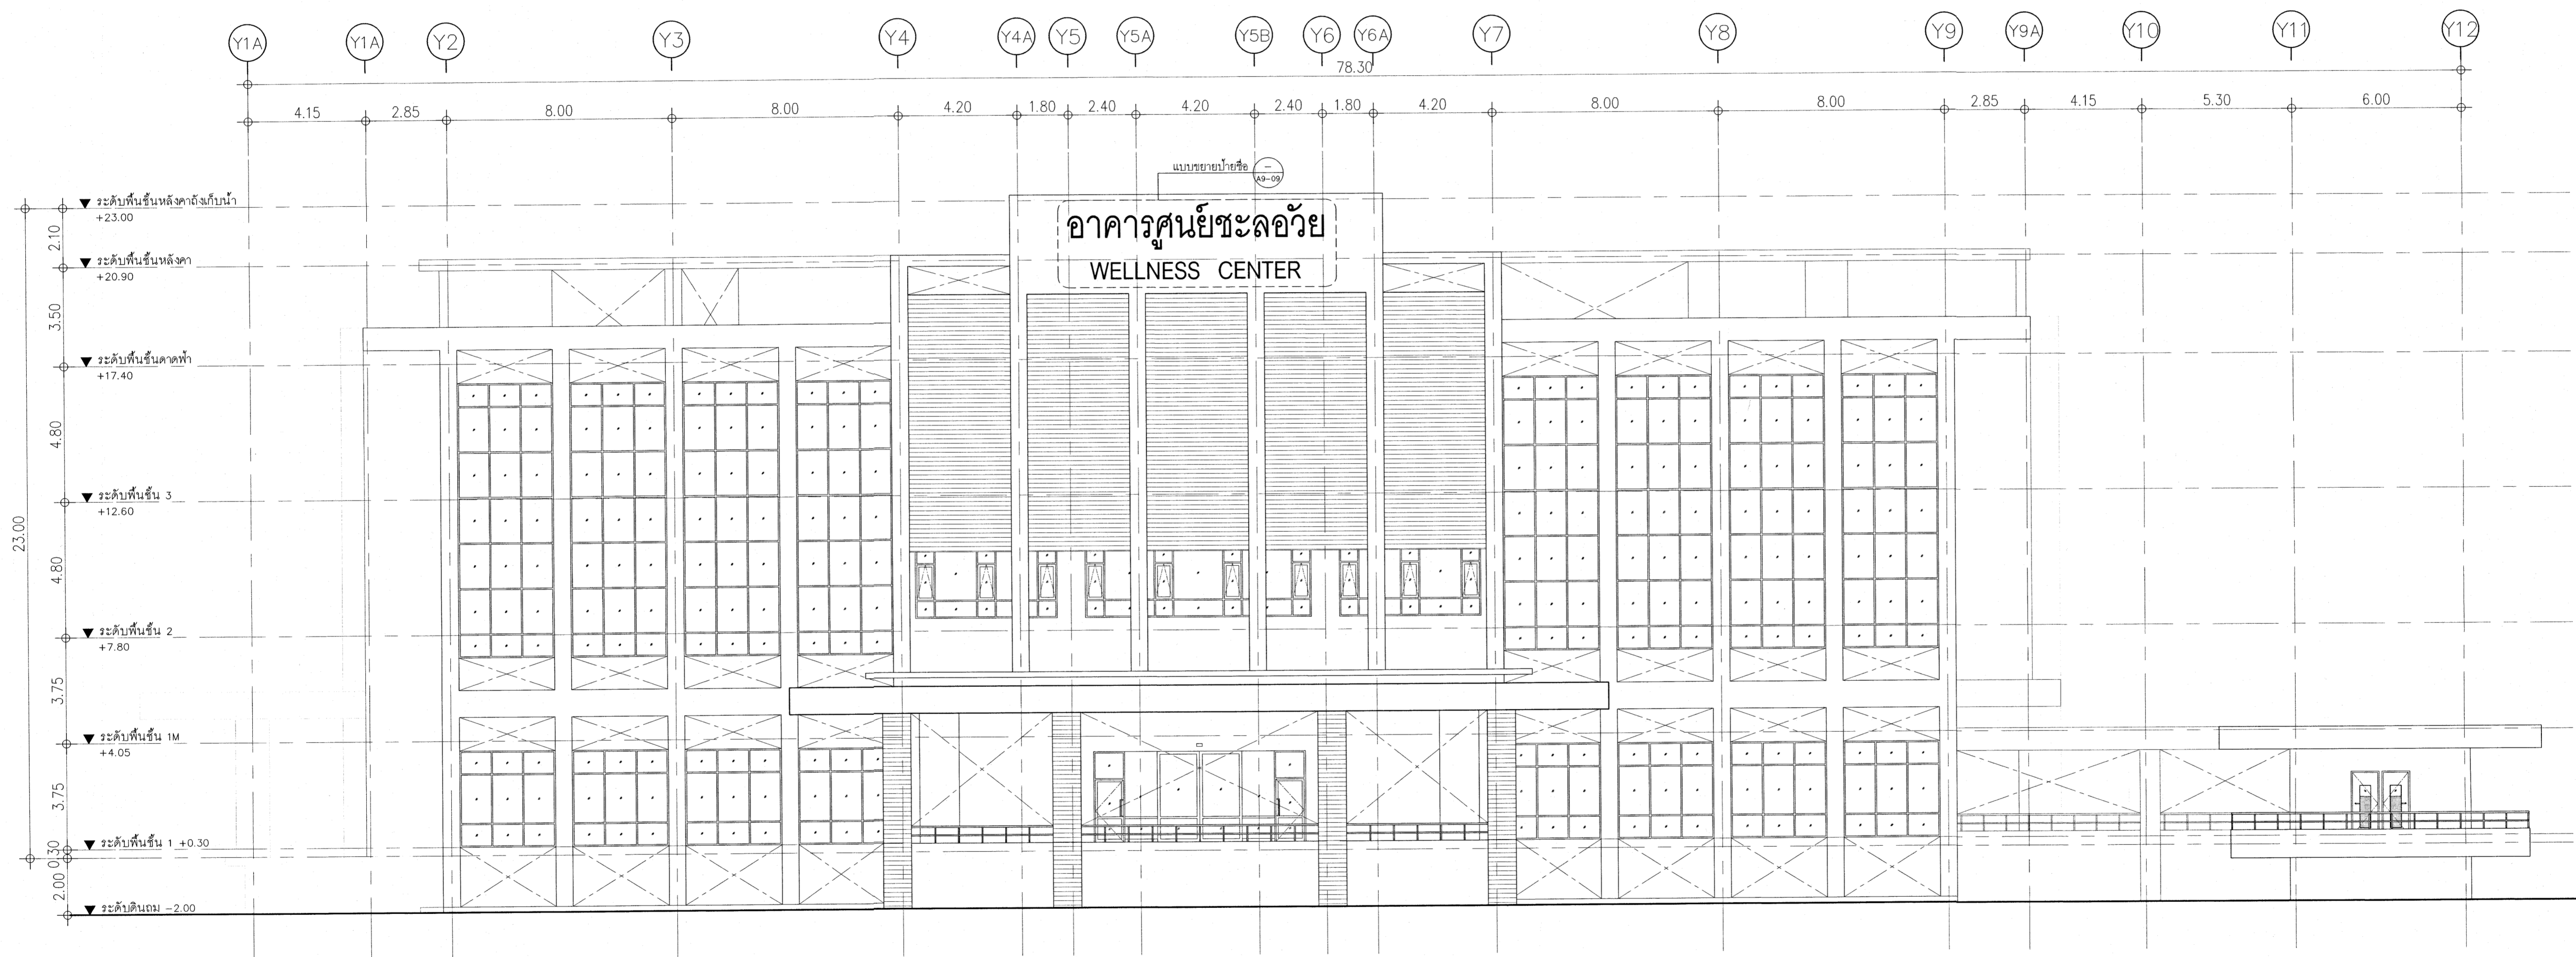 Y1A Y1A Y2 Y3 Y4 Y4A Y5 Y5A Y5B Y6 Y6A Y7 Y8 Y9 Y9A Y10 Y11 Y12
78.30
4.15 2.85 8.00 8.00 4.20 1.80 2.40 4.20 2.40 1.80 4.20 8.00 8.00 2.85 4.15 5.30 6.00
แบบขยายป้ายชื่อ –
A9-09
ระดับพื้นชั้นหลังคาถังเก็บน้ำ
+23.00
อาคารศูนย์ชะลอวัย
WELLNESS CENTER
2.10
ระดับพื้นชั้นหลังคา
+20.90
3.50
ระดับพื้นชั้นดาดฟ้า
+17.40
4.80
ระดับพื้นชั้น 3
+12.60
23.00
4.80
ระดับพื้นชั้น 2
+7.80
3.75
ระดับพื้นชั้น 1M
+4.05
3.75
ระดับพื้นชั้น 1 +0.30
0.30
2.00
ระดับดินถม -2.00